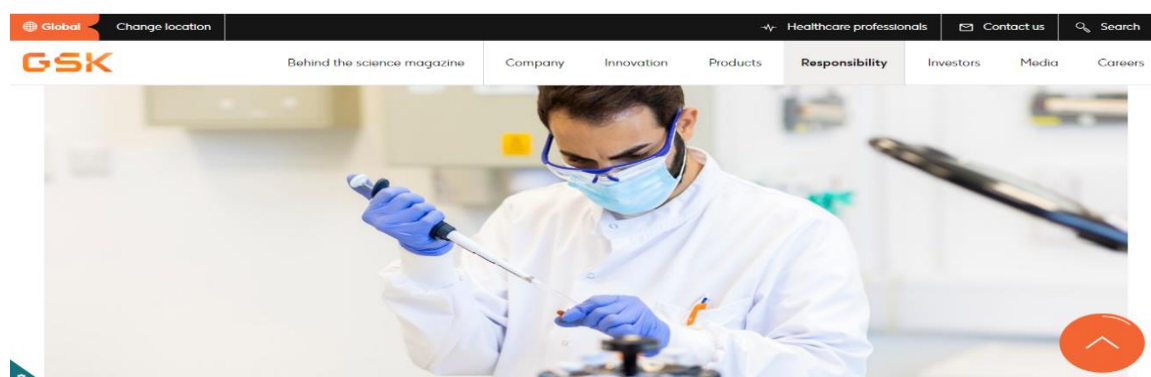 Global Change location Healthcare professionals Contact us Search
GSK Behind the science magazine Company Innovation Products Responsibility Investors Media Careers